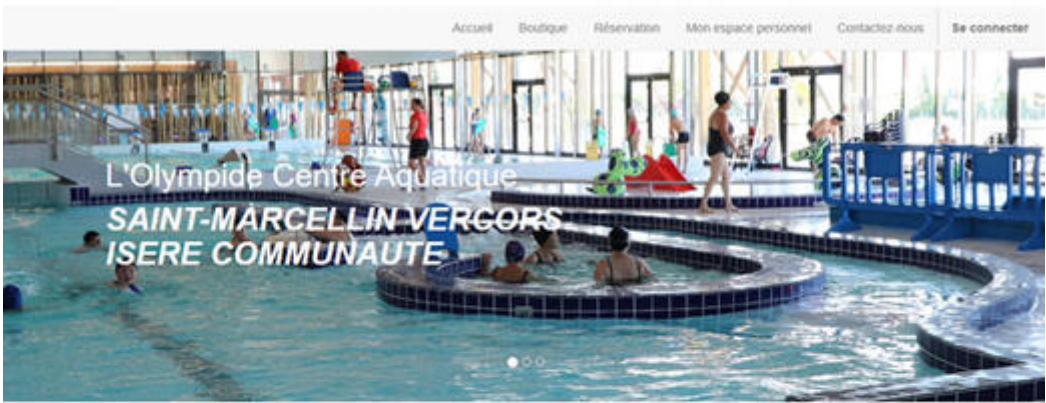 Accueil Boutique Réservation Mon espace personnel Contactez-nous Se connecter
L'Olympide Centre Aquatique
SAINT-MARCELLIN VERCORS
ISERE COMMUNAUTE